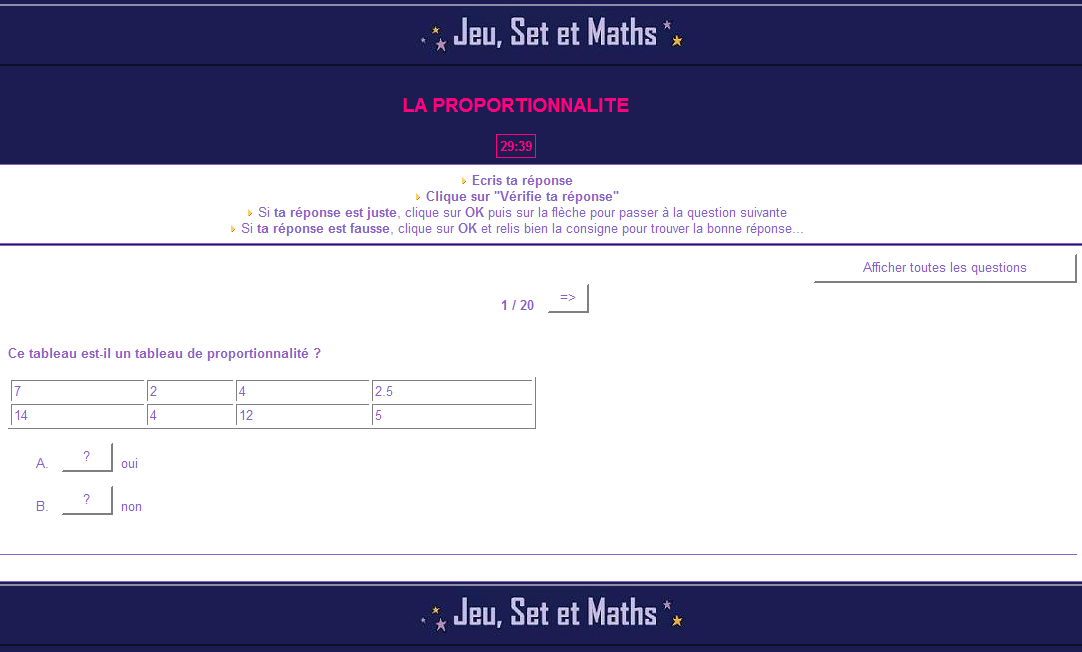 Jeu, Set et Maths
LA PROPORTIONNALITE
29:39
Ecris ta réponse
Clique sur "Vérifie ta réponse"
Si ta réponse est juste, clique sur OK puis sur la flèche pour passer à la question suivante
Si ta réponse est fausse, clique sur OK et relis bien la consigne pour trouver la bonne réponse...
Afficher toutes les questions
1 / 20 =>
Ce tableau est-il un tableau de proportionnalité ?
7 2 4 2.5
14 4 12 5
A. ? oui
B. ? non
Jeu, Set et Maths